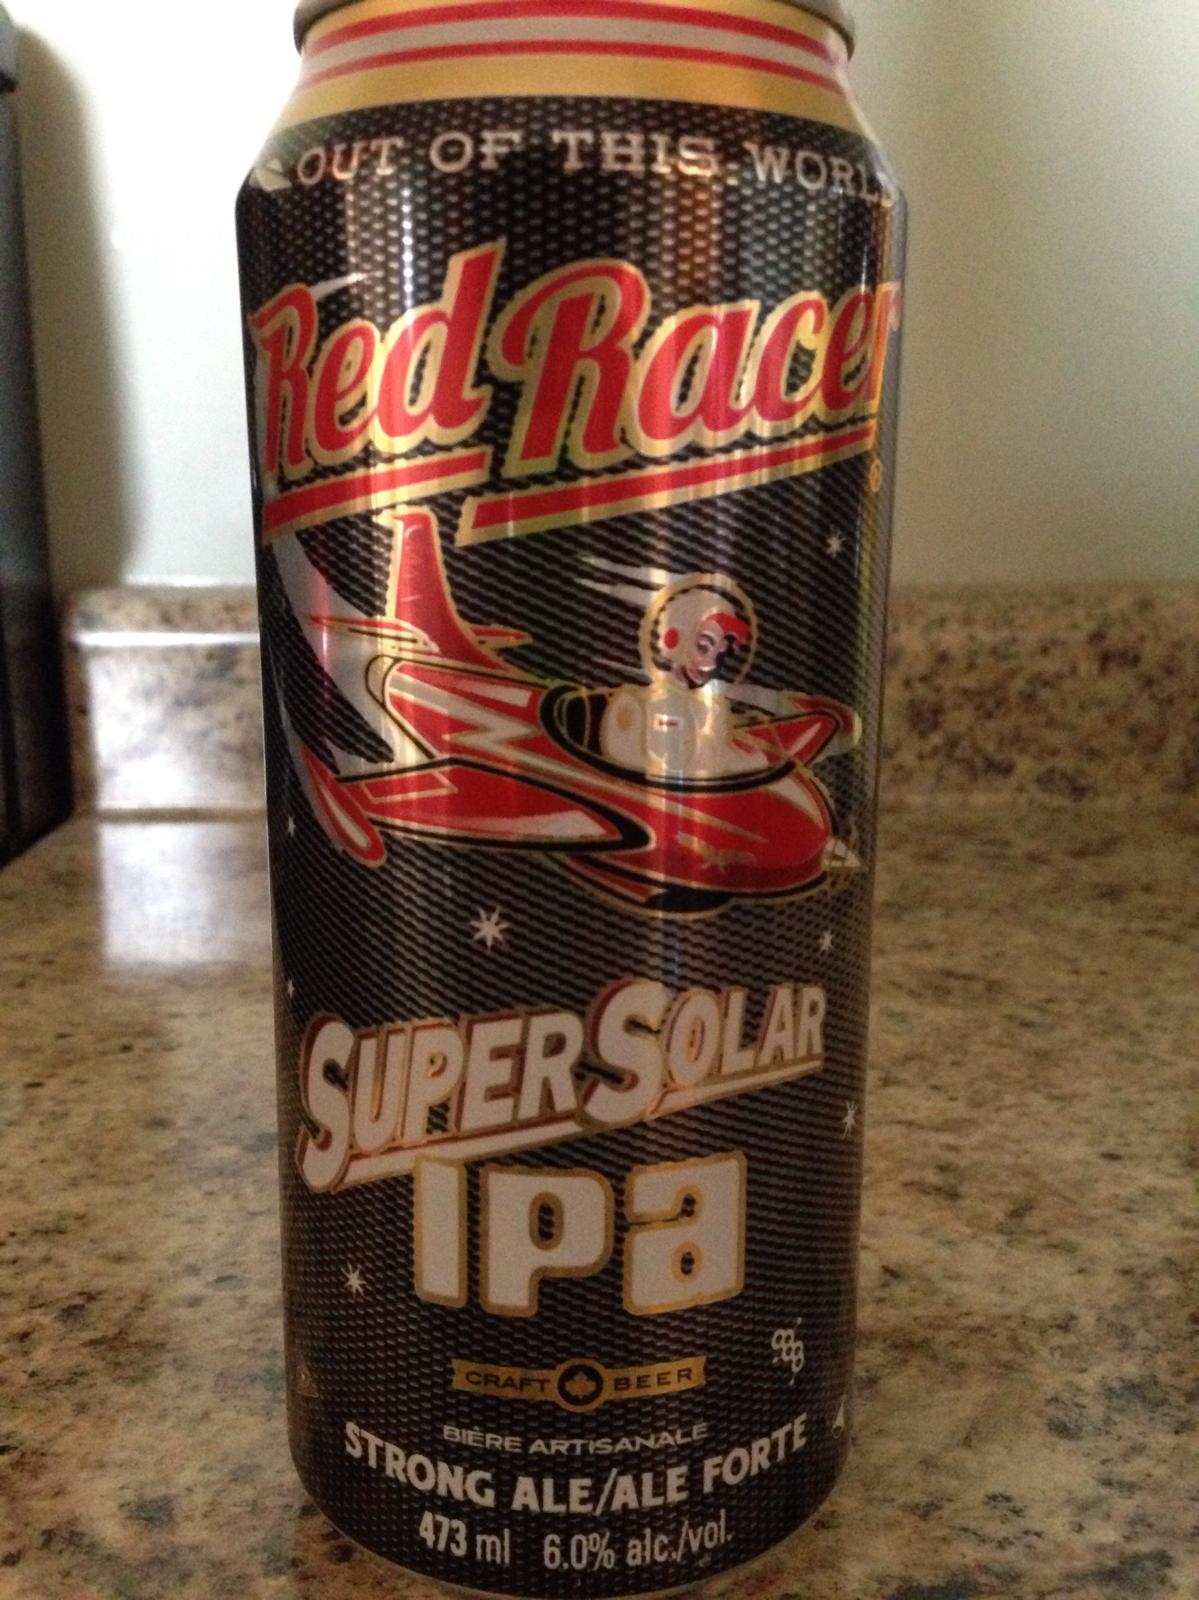 OUT OF THIS WORLD
Red Racer
®
SUPER SOLAR
IPA
CRAFT BEER
BIÈRE ARTISANALE
STRONG ALE/ALE FORTE
473 ml 6.0% alc./vol.